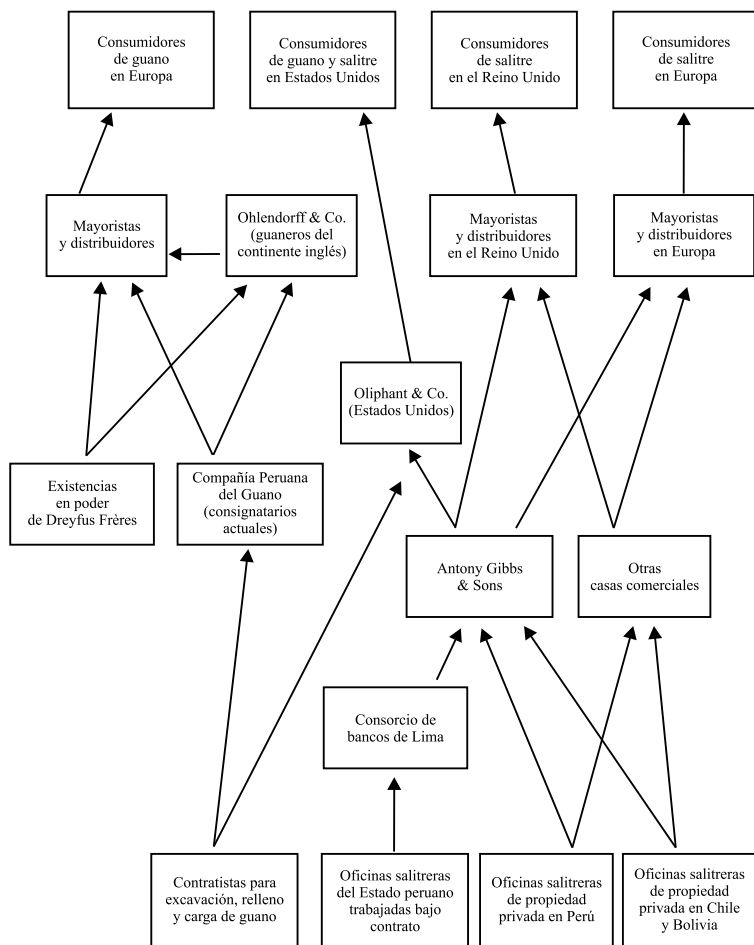 Consumidores
de guano
en Europa
Consumidores
de guano y salitre
en Estados Unidos
Consumidores
de salitre
en el Reino Unido
Consumidores
de salitre
en Europa
Mayoristas
y distribuidores
Ohlendorff & Co.
(guaneros del
continente inglés)
Mayoristas
y distribuidores
en el Reino Unido
Mayoristas
y distribuidores
en Europa
Oliphant & Co.
(Estados Unidos)
Existencias
en poder
de Dreyfus Frères
Compañía Peruana
del Guano
(consignatarios
actuales)
Antony Gibbs
& Sons
Otras
casas comerciales
Consorcio de
bancos de Lima
Contratistas para
excavación, relleno
y carga de guano
Oficinas salitreras
del Estado peruano
trabajadas bajo
contrato
Oficinas salitreras
de propiedad
privada en Perú
Oficinas salitreras
de propiedad
privada en Chile
y Bolivia